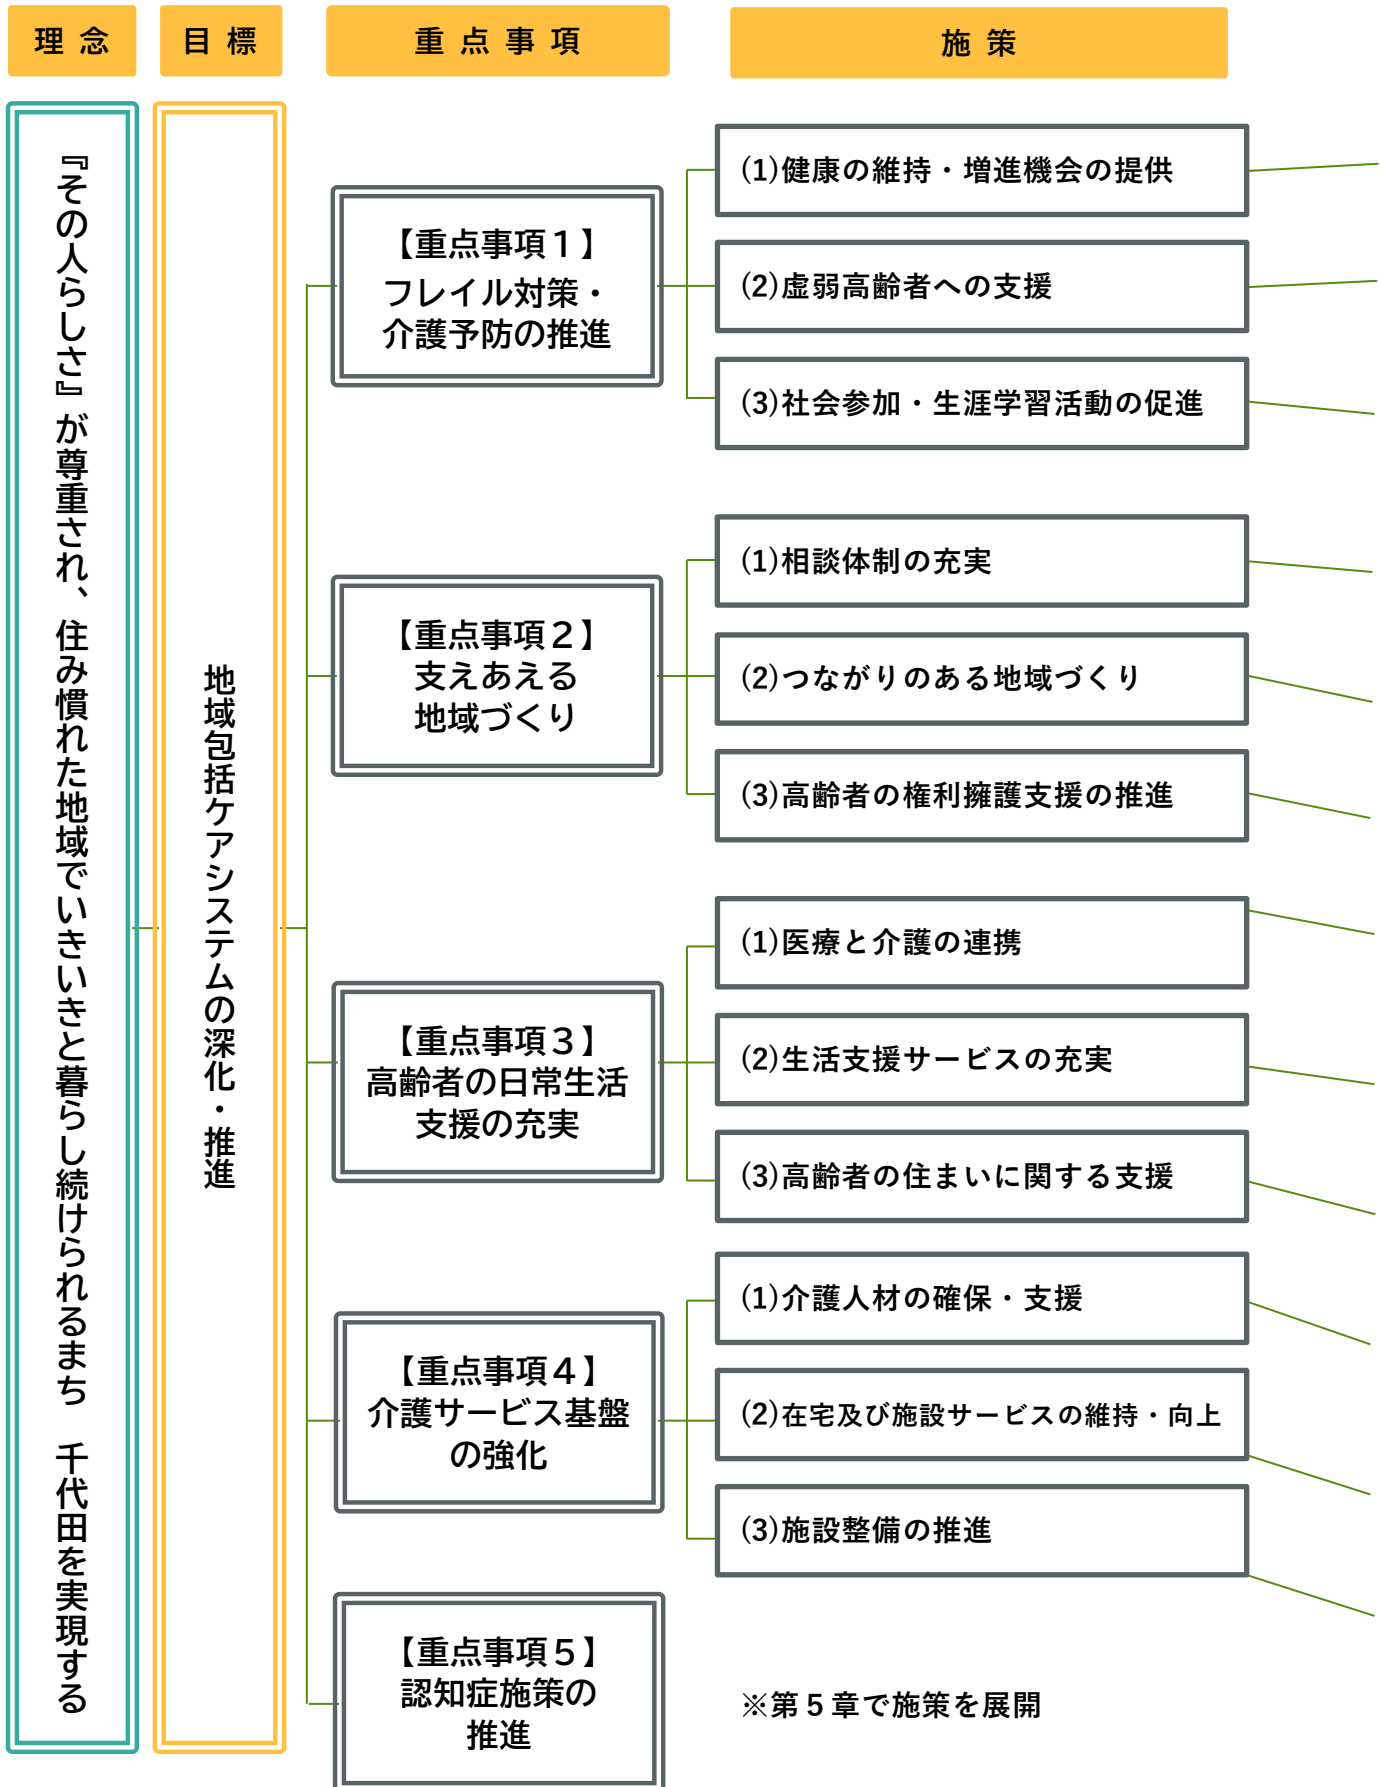 理念
目標
重点事項
施策
『その人らしさ』が尊重され、住み慣れた地域でいきいきと暮らし続けられるまち　千代田を実現する
地域包括ケアシステムの深化・推進
【重点事項１】
フレイル対策・
介護予防の推進
(1)健康の維持・増進機会の提供
(2)虚弱高齢者への支援
(3)社会参加・生涯学習活動の促進
【重点事項２】
支えあえる
地域づくり
(1)相談体制の充実
(2)つながりのある地域づくり
(3)高齢者の権利擁護支援の推進
【重点事項３】
高齢者の日常生活
支援の充実
(1)医療と介護の連携
(2)生活支援サービスの充実
(3)高齢者の住まいに関する支援
【重点事項４】
介護サービス基盤
の強化
(1)介護人材の確保・支援
(2)在宅及び施設サービスの維持・向上
(3)施設整備の推進
【重点事項５】
認知症施策の
推進
※第５章で施策を展開